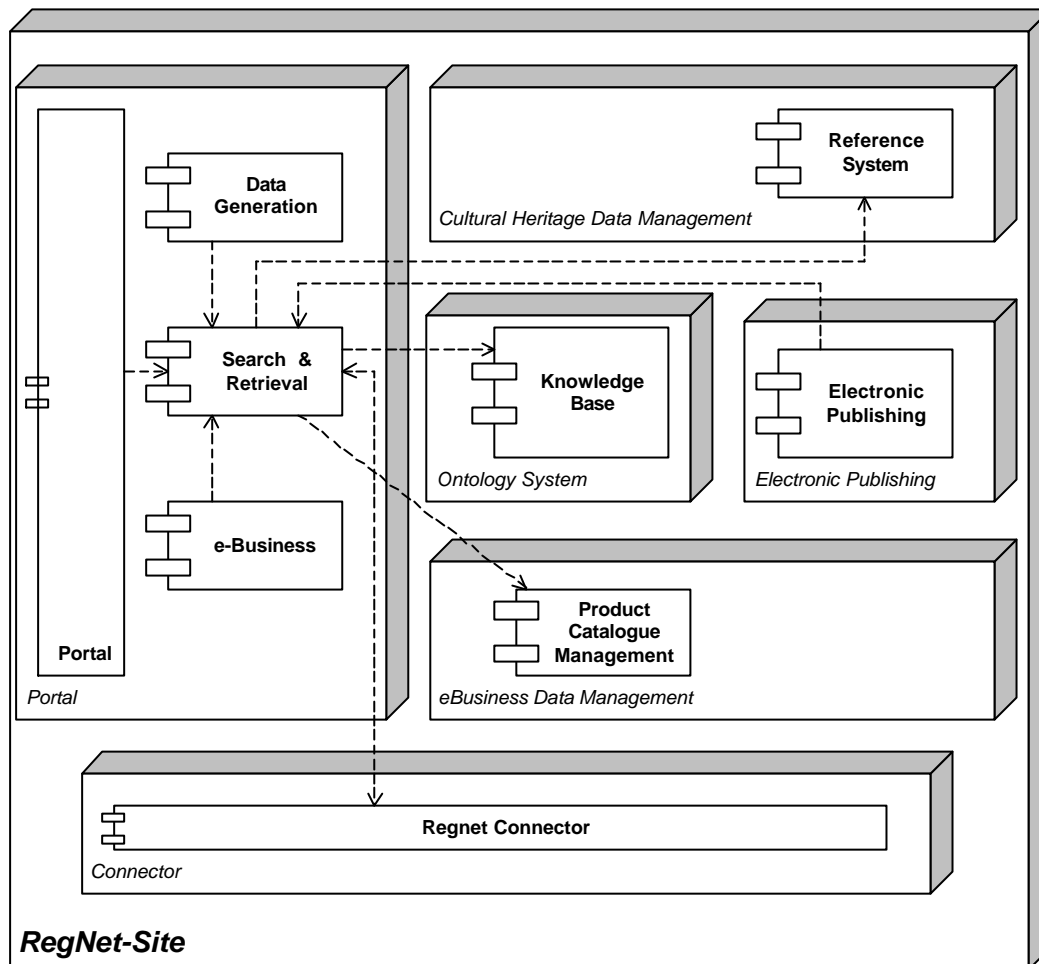 Data
Generation
Reference
System
Cultural Heritage Data Management
Search &
Retrieval
Knowledge
Base
Ontology System
Electronic
Publishing
Electronic Publishing
e-Business
Portal
Portal
Product
Catalogue
Management
eBusiness Data Management
Regnet Connector
Connector
RegNet-Site